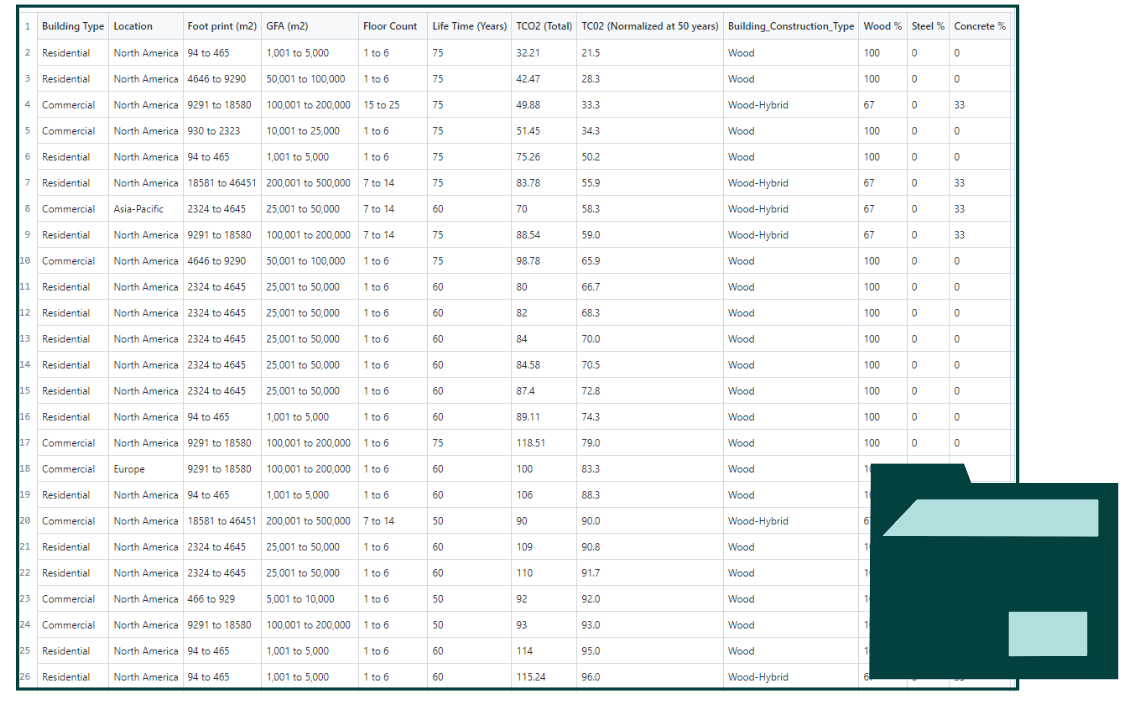 1 Building Type Location Foot print (m2) GFA (m2) Floor Count Life Time (Years) TCO2 (Total) TC02 (Normalized at 50 years) Building_Construction_Type Wood % Steel % Concrete %
2 Residential North America 94 to 465 1,001 to 5,000 1 to 6 75 32.21 21.5 Wood 100 0 0
3 Residential North America 4646 to 9290 50,001 to 100,000 1 to 6 75 42.47 28.3 Wood 100 0 0
4 Commercial North America 9291 to 18580 100,001 to 200,000 15 to 25 75 49.88 33.3 Wood-Hybrid 67 0 33
5 Commercial North America 930 to 2323 10,001 to 25,000 1 to 6 75 51.45 34.3 Wood 100 0 0
6 Residential North America 94 to 465 1,001 to 5,000 1 to 6 75 75.26 50.2 Wood 100 0 0
7 Residential North America 18581 to 46451 200,001 to 500,000 7 to 14 75 83.78 55.9 Wood-Hybrid 67 0 33
8 Commercial Asia-Pacific 2324 to 4645 25,001 to 50,000 7 to 14 60 70 58.3 Wood-Hybrid 67 0 33
9 Residential North America 9291 to 18580 100,001 to 200,000 7 to 14 75 88.54 59.0 Wood-Hybrid 67 0 33
10 Commercial North America 4646 to 9290 50,001 to 100,000 1 to 6 75 98.78 65.9 Wood 100 0 0
11 Residential North America 2324 to 4645 25,001 to 50,000 1 to 6 60 80 66.7 Wood 100 0 0
12 Residential North America 2324 to 4645 25,001 to 50,000 1 to 6 60 82 68.3 Wood 100 0 0
13 Residential North America 2324 to 4645 25,001 to 50,000 1 to 6 60 84 70.0 Wood 100 0 0
14 Residential North America 2324 to 4645 25,001 to 50,000 1 to 6 60 84.58 70.5 Wood 100 0 0
15 Residential North America 2324 to 4645 25,001 to 50,000 1 to 6 60 87.4 72.8 Wood 100 0 0
16 Residential North America 94 to 465 1,001 to 5,000 1 to 6 60 89.11 74.3 Wood 100 0 0
17 Commercial North America 9291 to 18580 100,001 to 200,000 1 to 6 75 118.51 79.0 Wood 100 0 0
18 Commercial Europe 9291 to 18580 100,001 to 200,000 1 to 6 60 100 83.3 Wood
19 Residential North America 94 to 465 1,001 to 5,000 1 to 6 60 106 88.3 Wood
20 Commercial North America 18581 to 46451 200,001 to 500,000 7 to 14 50 90 90.0 Wood-Hybrid
21 Residential North America 2324 to 4645 25,001 to 50,000 1 to 6 60 109 90.8 Wood
22 Residential North America 2324 to 4645 25,001 to 50,000 1 to 6 60 110 91.7 Wood
23 Commercial North America 466 to 929 5,001 to 10,000 1 to 6 50 92 92.0 Wood
24 Commercial North America 9291 to 18580 100,001 to 200,000 1 to 6 50 93 93.0 Wood
25 Residential North America 94 to 465 1,001 to 5,000 1 to 6 60 114 95.0 Wood
26 Residential North America 94 to 465 1,001 to 5,000 1 to 6 60 115.24 96.0 Wood-Hybrid